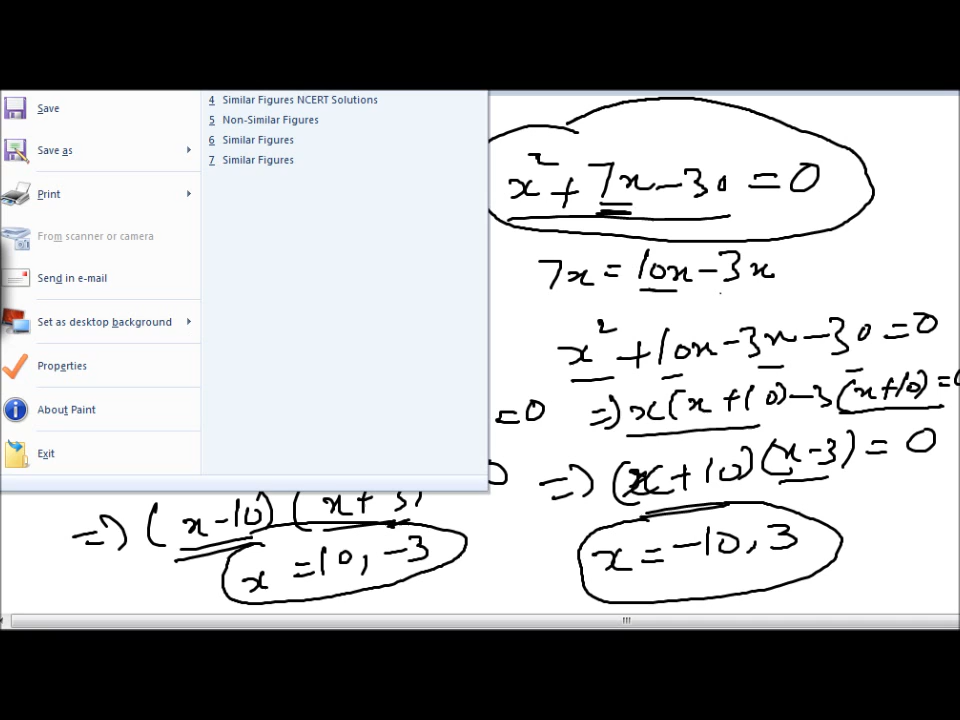 Save
Save as
Print
From scanner or camera
Send in e-mail
Set as desktop background
Properties
About Paint
Exit
4 Similar Figures NCERT Solutions
5 Non-Similar Figures
6 Similar Figures
7 Similar Figures
x² + 7x - 30 = 0
7x = 10x - 3x
x² + 10x - 3x - 30 = 0
=> x(x + 10) - 3(x + 10) = 0
=> (x + 10)(x - 3) = 0
x = -10, 3
= 0
0
=> (x - 10) (x + 3)
x = 10, -3